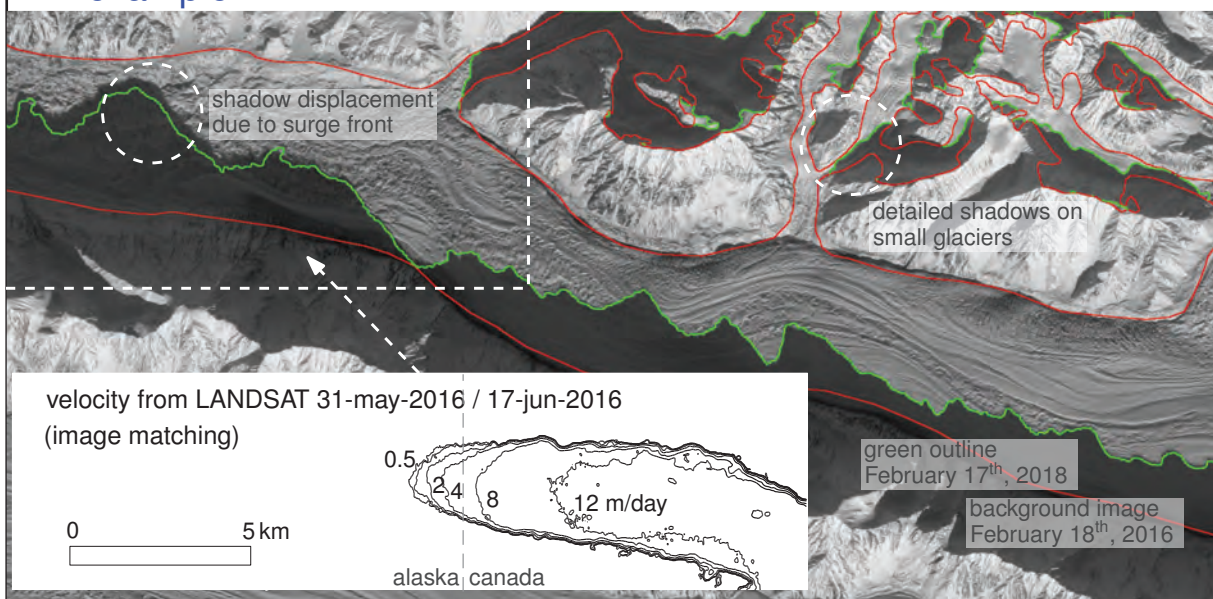 shadow displacement
due to surge front
detailed shadows on
small glaciers
velocity from LANDSAT 31-may-2016 / 17-jun-2016
(image matching)
0.5
2
4
8
12 m/day
0 5 km
alaska canada
green outline
February 17th, 2018
background image
February 18th, 2016